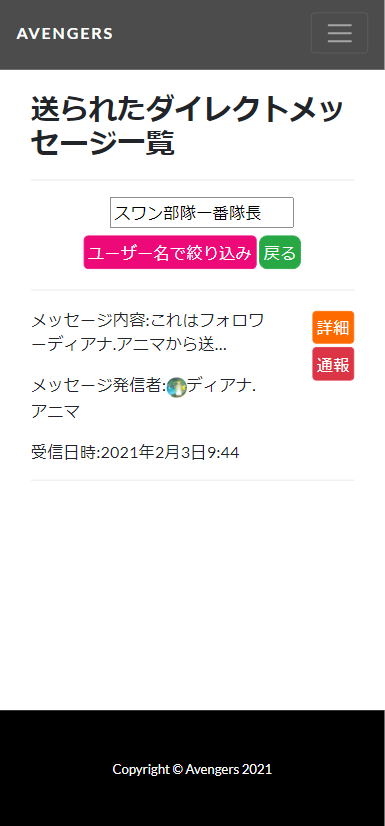 AVENGERS
送られたダイレクトメッ
セージ一覧
スワン部隊一番隊長
ユーザー名で絞り込み 戻る
メッセージ内容:これはフォロワ
ーディアナ.アニマから送...
詳細
通報
メッセージ発信者:ディアナ.
アニマ
受信日時:2021年2月3日9:44
Copyright © Avengers 2021